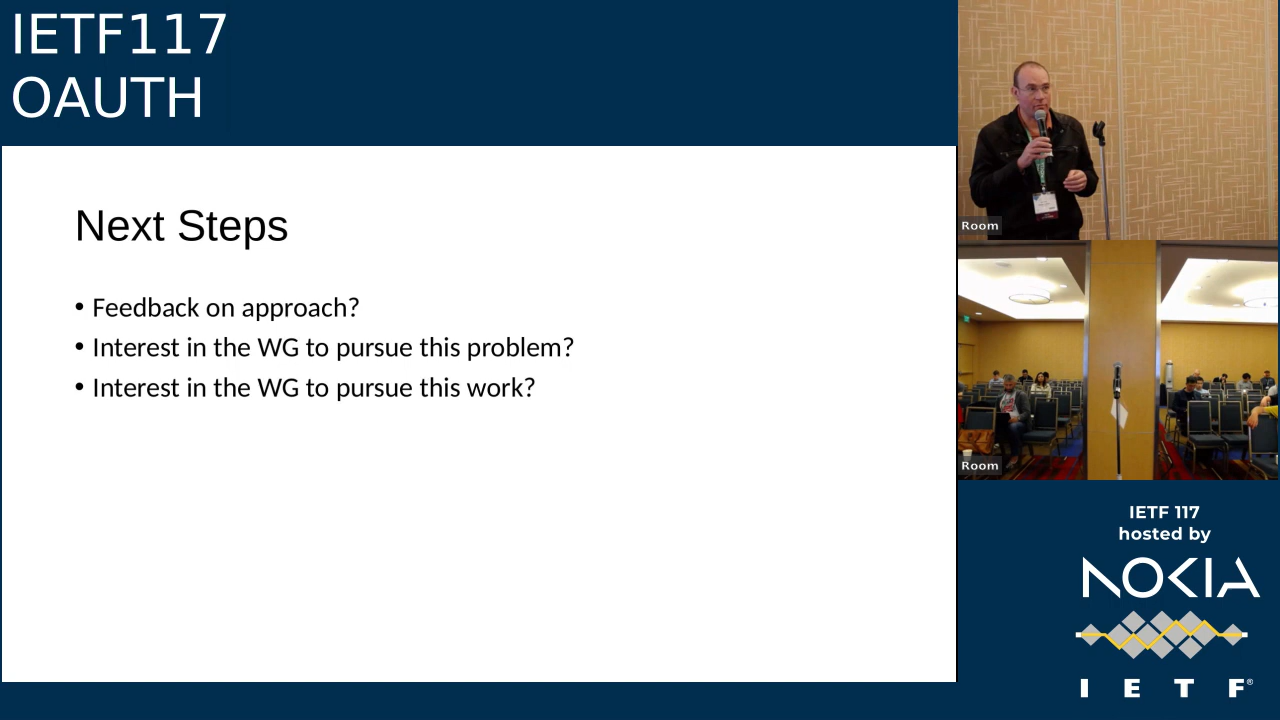 IETF117
OAUTH
Next Steps
• Feedback on approach?
• Interest in the WG to pursue this problem?
• Interest in the WG to pursue this work?
Room
Room
IETF 117
hosted by
NOKIA
I E T F®